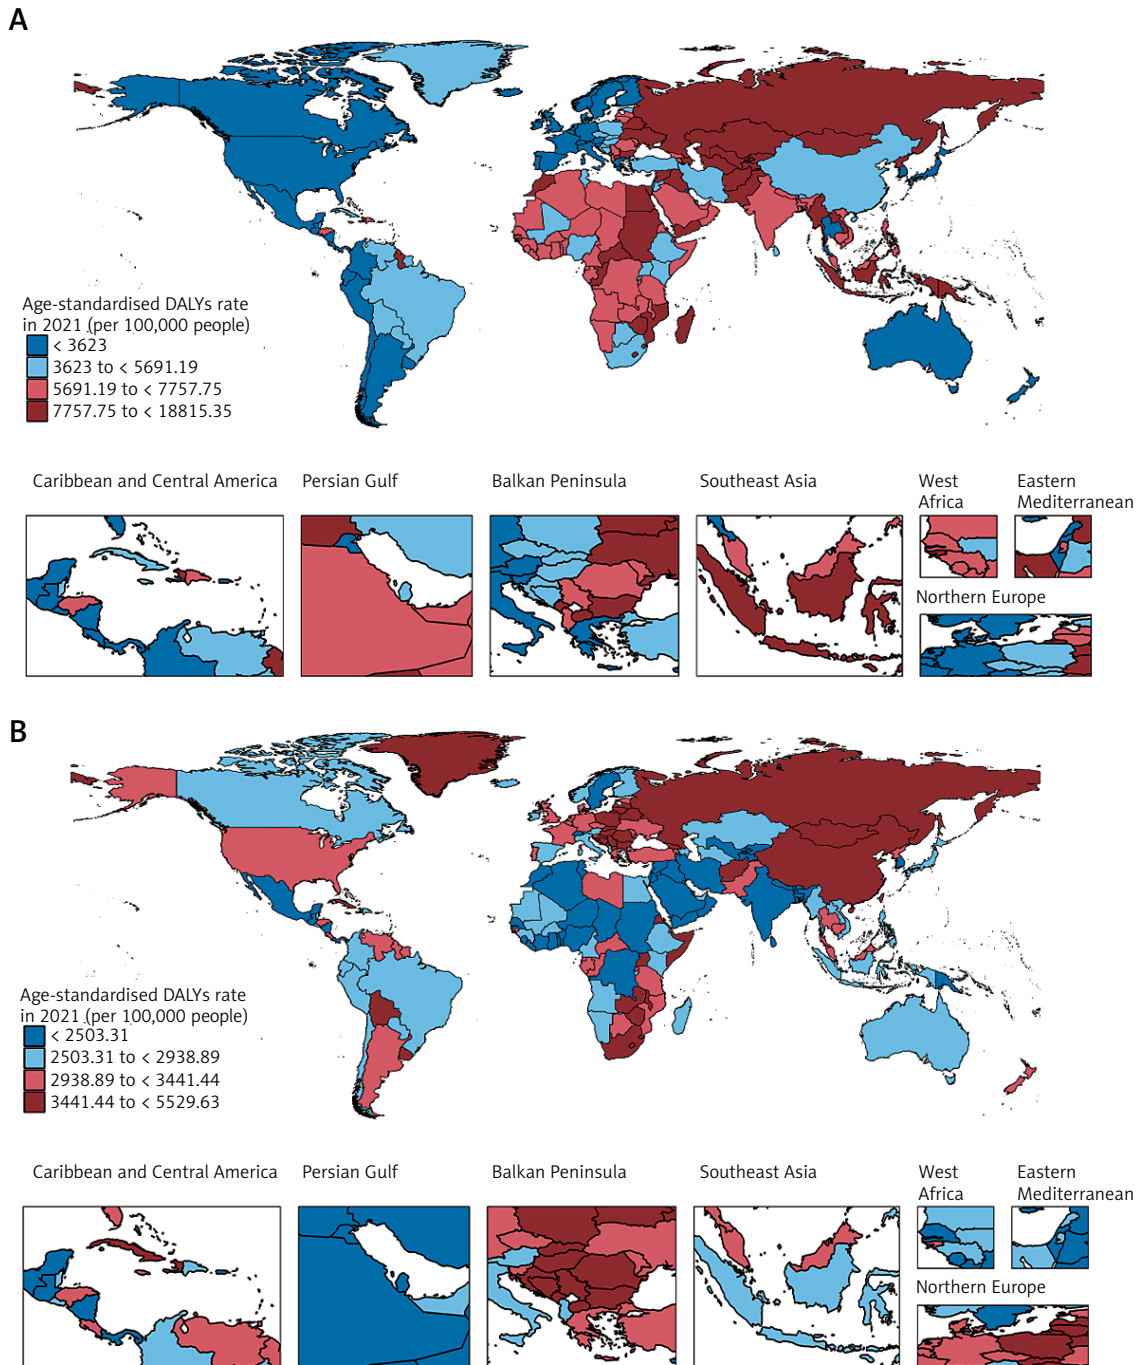 A
Age-standardised DALYs rate
in 2021 (per 100,000 people)
< 3623
3623 to < 5691.19
5691.19 to < 7757.75
7757.75 to < 18815.35
Caribbean and Central America
Persian Gulf
Balkan Peninsula
Southeast Asia
West
Africa
Eastern
Mediterranean
Northern Europe
B
Age-standardised DALYs rate
in 2021 (per 100,000 people)
< 2503.31
2503.31 to < 2938.89
2938.89 to < 3441.44
3441.44 to < 5529.63
Caribbean and Central America
Persian Gulf
Balkan Peninsula
Southeast Asia
West
Africa
Eastern
Mediterranean
Northern Europe